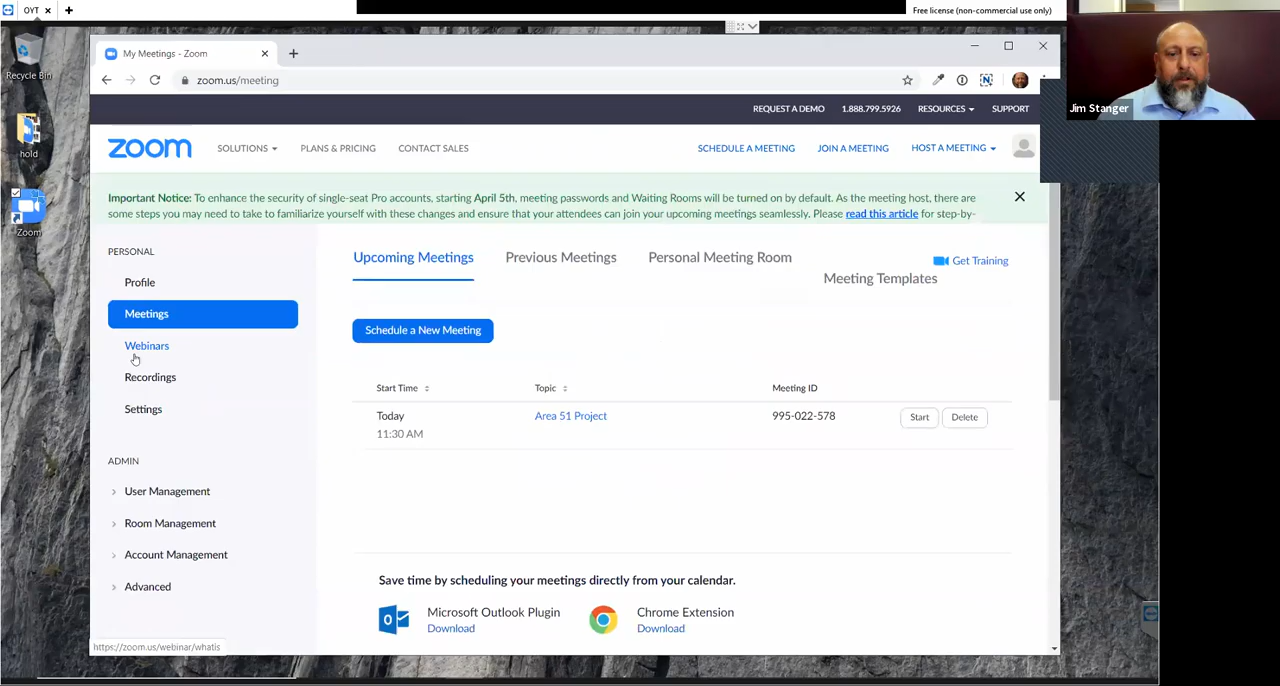 OYT
Free license (non-commercial use only)
Recycle Bin
hold
Zoom
My Meetings - Zoom
zoom.us/meeting
REQUEST A DEMO 1.888.799.5926 RESOURCES SUPPORT
zoom SOLUTIONS PLANS & PRICING CONTACT SALES SCHEDULE A MEETING JOIN A MEETING HOST A MEETING
Important Notice: To enhance the security of single-seat Pro accounts, starting April 5th, meeting passwords and Waiting Rooms will be turned on by default. As the meeting host, there are
some steps you may need to take to familiarize yourself with these changes and ensure that your attendees can join your upcoming meetings seamlessly. Please read this article for step-by-
PERSONAL
Profile
Meetings
Webinars
Recordings
Settings
ADMIN
User Management
Room Management
Account Management
Advanced
https://zoom.us/webinar/whatis
Upcoming Meetings Previous Meetings Personal Meeting Room
Meeting Templates
Get Training
Schedule a New Meeting
Start Time Topic Meeting ID
Today Area 51 Project 995-022-578 Start Delete
11:30 AM
Save time by scheduling your meetings directly from your calendar.
Microsoft Outlook Plugin
Download
Chrome Extension
Download
Jim Stanger